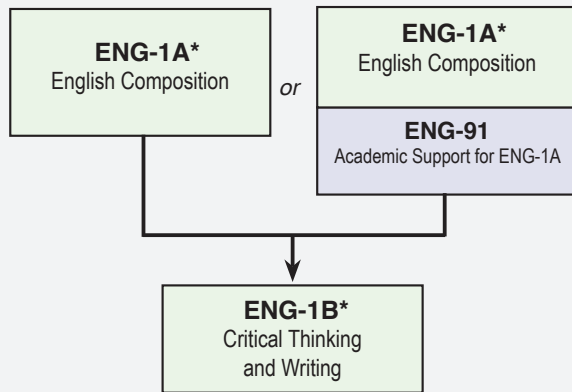 ENG-1A*
English Composition
or
ENG-1A*
English Composition
ENG-91
Academic Support for ENG-1A
ENG-1B*
Critical Thinking
and Writing